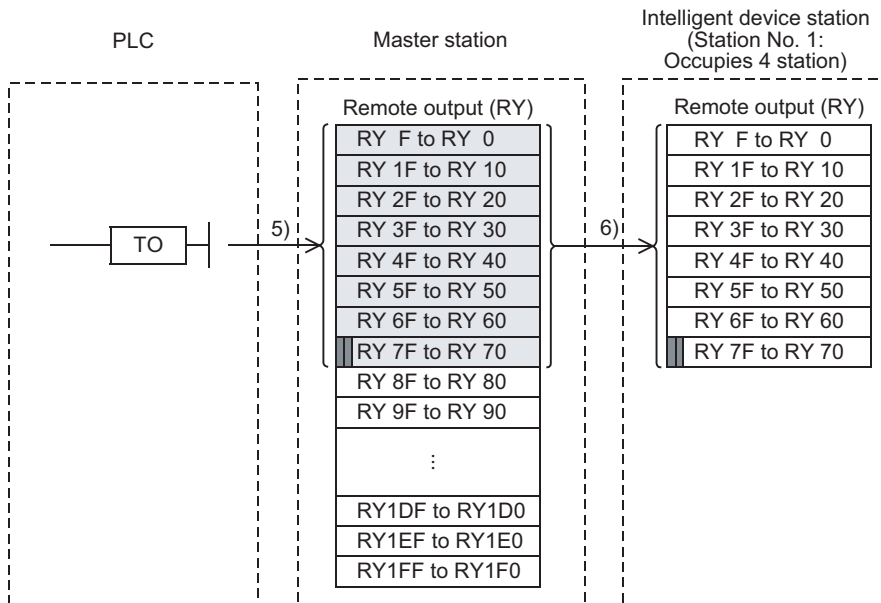 PLC
Master station
Intelligent device station
(Station No. 1:
Occupies 4 station)
TO
5)
Remote output (RY)
RY F to RY 0
RY 1F to RY 10
RY 2F to RY 20
RY 3F to RY 30
RY 4F to RY 40
RY 5F to RY 50
RY 6F to RY 60
RY 7F to RY 70
RY 8F to RY 80
RY 9F to RY 90
⋮
RY1DF to RY1D0
RY1EF to RY1E0
RY1FF to RY1F0
6)
Remote output (RY)
RY F to RY 0
RY 1F to RY 10
RY 2F to RY 20
RY 3F to RY 30
RY 4F to RY 40
RY 5F to RY 50
RY 6F to RY 60
RY 7F to RY 70